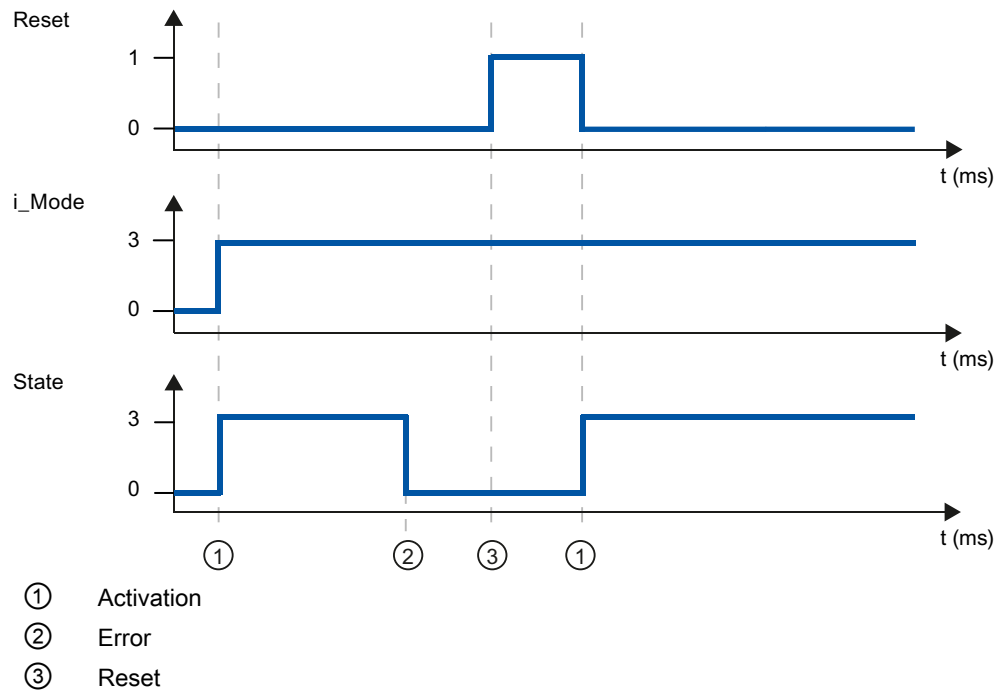 Reset
1
0
t (ms)
i_Mode
3
0
t (ms)
State
3
0
t (ms)
① ② ③ ①
① Activation
② Error
③ Reset